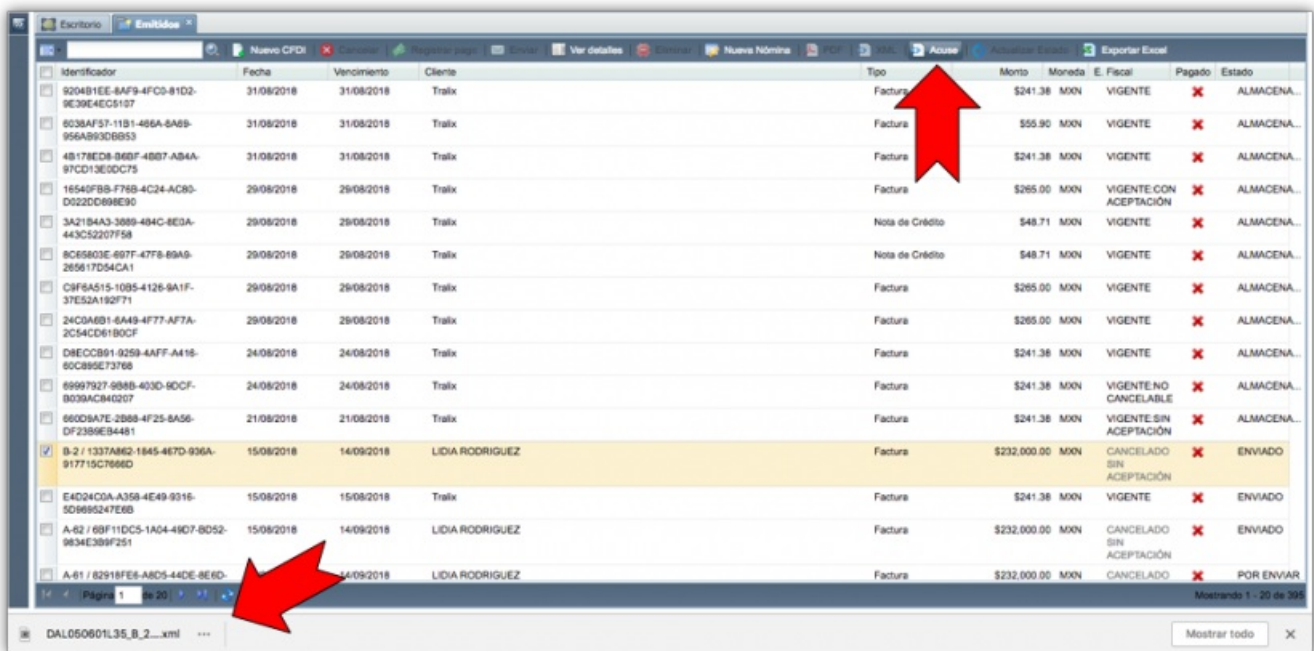 Escritorio Emitidos
Nuevo CFDI Cancelar Registrar pago Enviar Ver detalles Eliminar Nueva Nómina PDF XML Acuse Actualizar Estado Exportar Excel
Identificador Fecha Vencimiento Cliente Tipo Monto Moneda E. Fiscal Pagado Estado
9204B1EE-8AF9-4FC0-81D2- 31/08/2018 31/08/2018 Tralix Factura $241.38 MXN VIGENTE ALMACENA...
9E39E4EC5107
6038AF57-11B1-466A-8A69- 31/08/2018 31/08/2018 Tralix Factura $55.90 MXN VIGENTE ALMACENA...
956AB93DBB53
4B178ED8-B6BF-4BB7-AB4A- 31/08/2018 31/08/2018 Tralix Factura $241.38 MXN VIGENTE ALMACENA...
97CD13E0DC75
16540FBB-F76B-4C24-AC80- 29/08/2018 29/08/2018 Tralix Factura $265.00 MXN VIGENTE:CON ALMACENA...
D022DD898E90 ACEPTACIÓN
3A21B4A3-3889-484C-8E0A- 29/08/2018 29/08/2018 Tralix Nota de Crédito $48.71 MXN VIGENTE ALMACENA...
443C52207F58
8C65803E-697F-47F8-89A9- 29/08/2018 29/08/2018 Tralix Nota de Crédito $48.71 MXN VIGENTE ALMACENA...
265617D54CA1
C9F6A515-10B5-4126-9A1F- 29/08/2018 29/08/2018 Tralix Factura $265.00 MXN VIGENTE ALMACENA...
37E52A192F71
24C0A6B1-6A49-4F77-AF7A- 29/08/2018 29/08/2018 Tralix Factura $265.00 MXN VIGENTE ALMACENA...
2C54CD61B0CF
D8ECCB91-9259-4AFF-A416- 24/08/2018 24/08/2018 Tralix Factura $241.38 MXN VIGENTE ALMACENA...
60C895E73768
69997927-9B8B-403D-9DCF- 24/08/2018 24/08/2018 Tralix Factura $241.38 MXN VIGENTE:NO ALMACENA...
B039AC840207 CANCELABLE
660D9A7E-2B88-4F25-8A56- 21/08/2018 21/08/2018 Tralix Factura $241.38 MXN VIGENTE:SIN ALMACENA...
DF23B9EB4481 ACEPTACIÓN
B-2 / 1337A862-1845-467D-936A- 15/08/2018 14/09/2018 LIDIA RODRIGUEZ Factura $232,000.00 MXN CANCELADO ENVIADO
917715C7666D SIN
ACEPTACIÓN
E4D24C0A-A358-4E49-9316- 15/08/2018 15/08/2018 Tralix Factura $241.38 MXN VIGENTE ENVIADO
5D9695247E6B
A-62 / 6BF11DC5-1A04-49D7-BD52- 15/08/2018 14/09/2018 LIDIA RODRIGUEZ Factura $232,000.00 MXN CANCELADO ENVIADO
9834E3B9F251 SIN
ACEPTACIÓN
A-61 / 82918FE6-A8D5-44DE-8E6D- 14/09/2018 LIDIA RODRIGUEZ Factura $232,000.00 MXN CANCELADO POR ENVIAR
Página 1 de 20 Mostrando 1 - 20 de 395
DAL050601L35_B_2....xml ... Mostrar todo